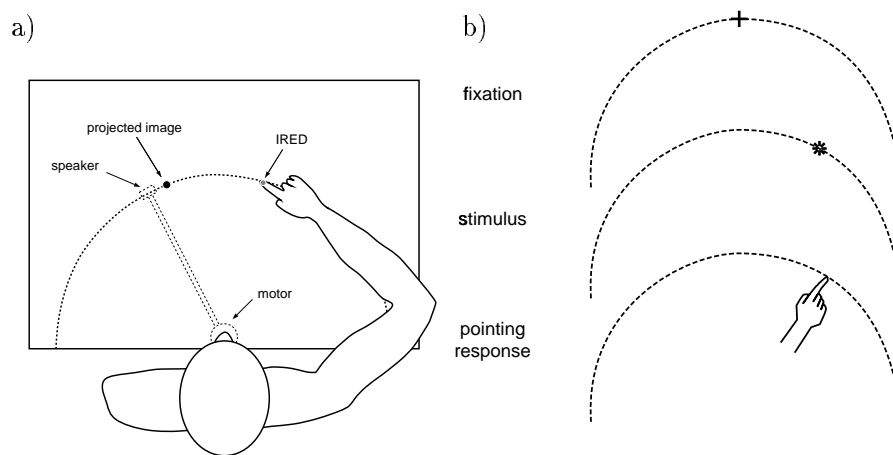 a)
projected image
speaker
IRED
motor
b)
fixation
stimulus
pointing
response